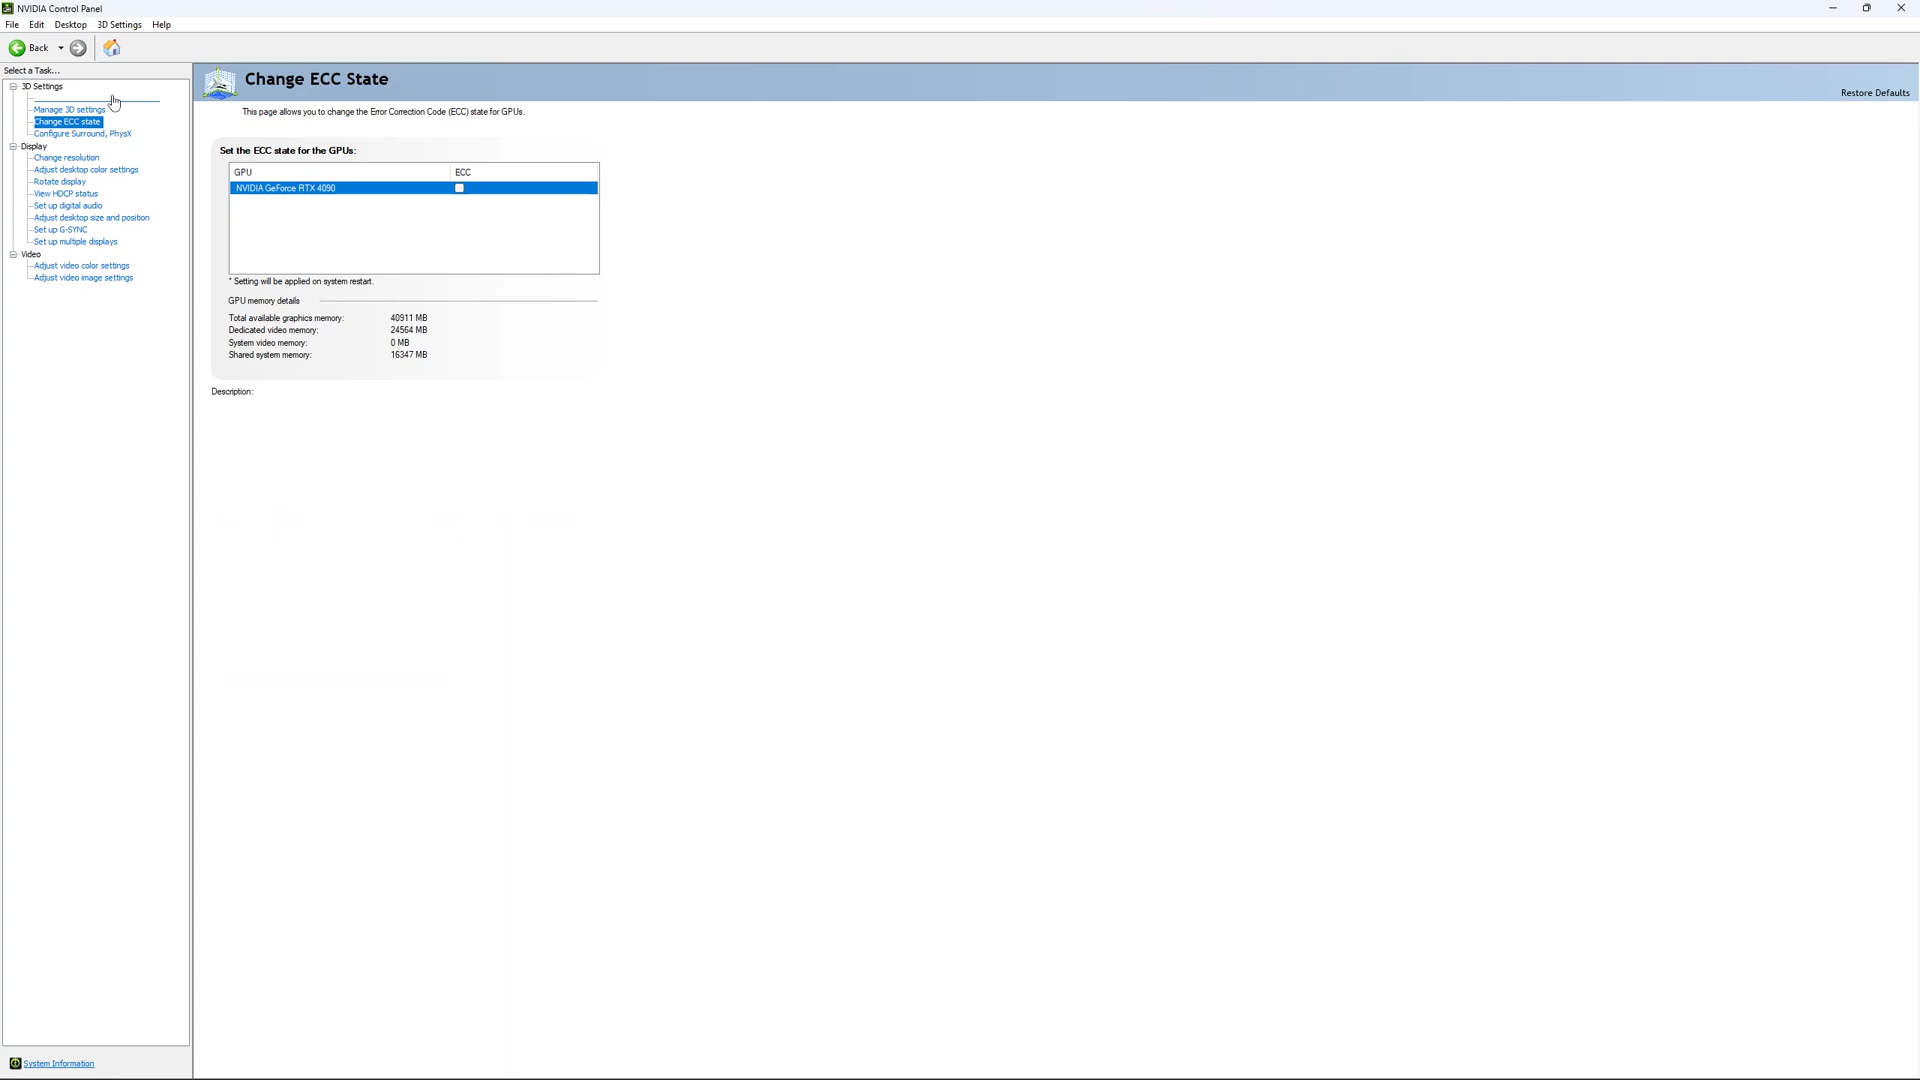 NVIDIA Control Panel
File Edit Desktop 3D Settings Help
Back
Select a Task...
3D Settings
Manage 3D settings
Change ECC state
Configure Surround, PhysX
Display
Change resolution
Adjust desktop color settings
Rotate display
View HDCP status
Set up digital audio
Adjust desktop size and position
Set up G-SYNC
Set up multiple displays
Video
Adjust video color settings
Adjust video image settings
System Information
Change ECC State
Restore Defaults
This page allows you to change the Error Correction Code (ECC) state for GPUs.
Set the ECC state for the GPUs:
GPU ECC
NVIDIA GeForce RTX 4090
* Setting will be applied on system restart.
GPU memory details
Total available graphics memory: 40911 MB
Dedicated video memory: 24564 MB
System video memory: 0 MB
Shared system memory: 16347 MB
Description: